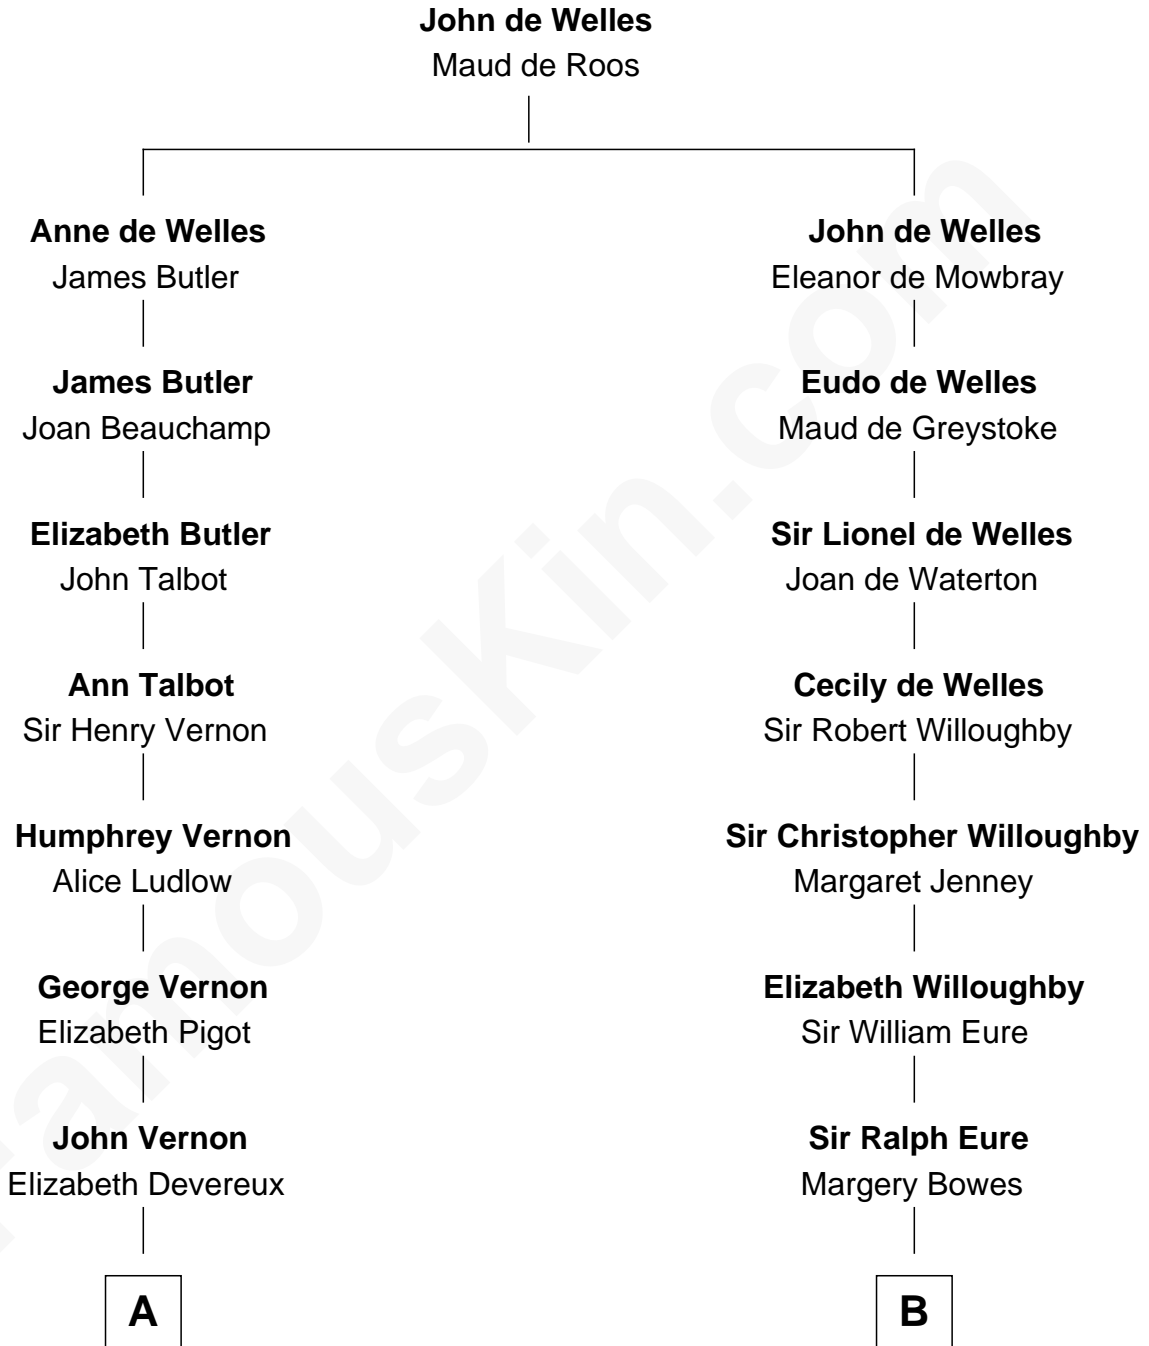 John de Welles
Maud de Roos
Anne de Welles
James Butler
John de Welles
Eleanor de Mowbray
James Butler
Joan Beauchamp
Eudo de Welles
Maud de Greystoke
Elizabeth Butler
John Talbot
Sir Lionel de Welles
Joan de Waterton
Ann Talbot
Sir Henry Vernon
Cecily de Welles
Sir Robert Willoughby
Humphrey Vernon
Alice Ludlow
Sir Christopher Willoughby
Margaret Jenney
George Vernon
Elizabeth Pigot
Elizabeth Willoughby
Sir William Eure
John Vernon
Elizabeth Devereux
Sir Ralph Eure
Margery Bowes
A
B
FamousKin.com